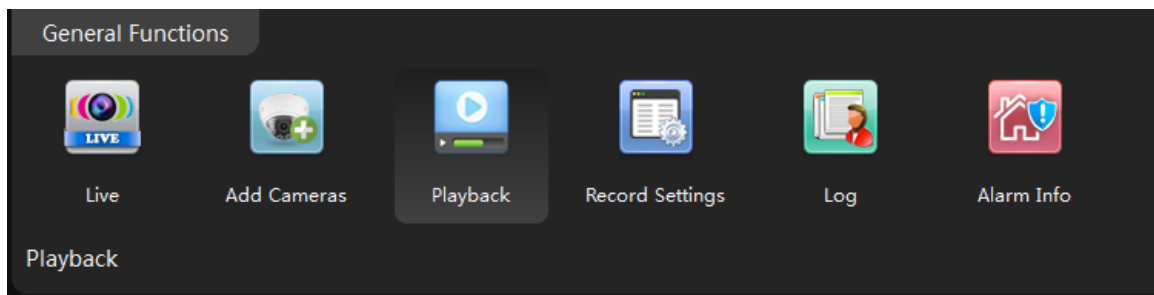 General Functions
LIVE
Live Add Cameras Playback Record Settings Log Alarm Info
Playback